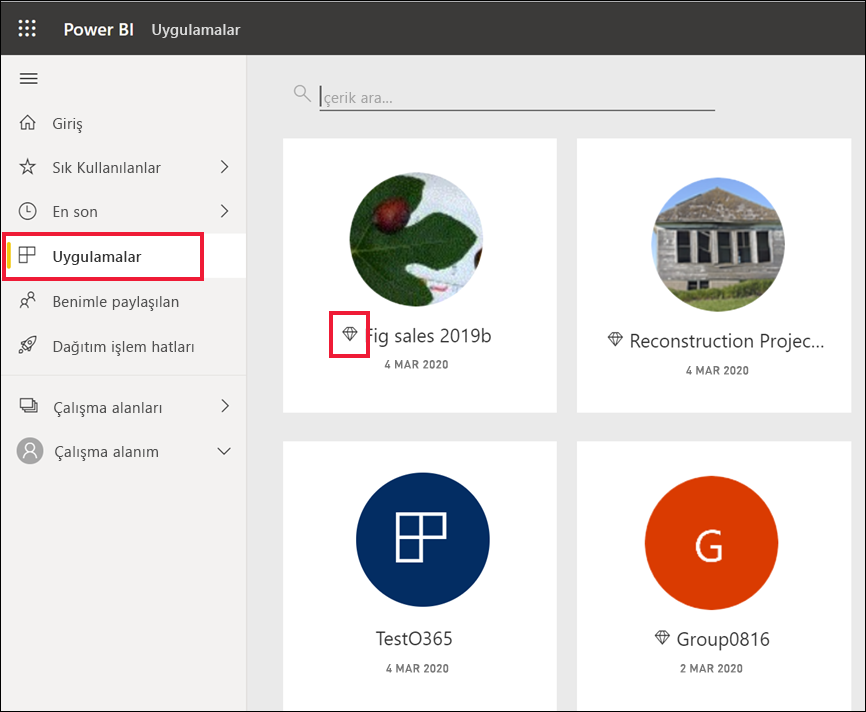 Power BI Uygulamalar
içerik ara...
Giriş
Sık Kullanılanlar
En son
Uygulamalar
Benimle paylaşılan
Dağıtım işlem hatları
Çalışma alanları
Çalışma alanım
Fig sales 2019b
4 MAR 2020
Reconstruction Projec...
4 MAR 2020
TestO365
4 MAR 2020
G
Group0816
2 MAR 2020